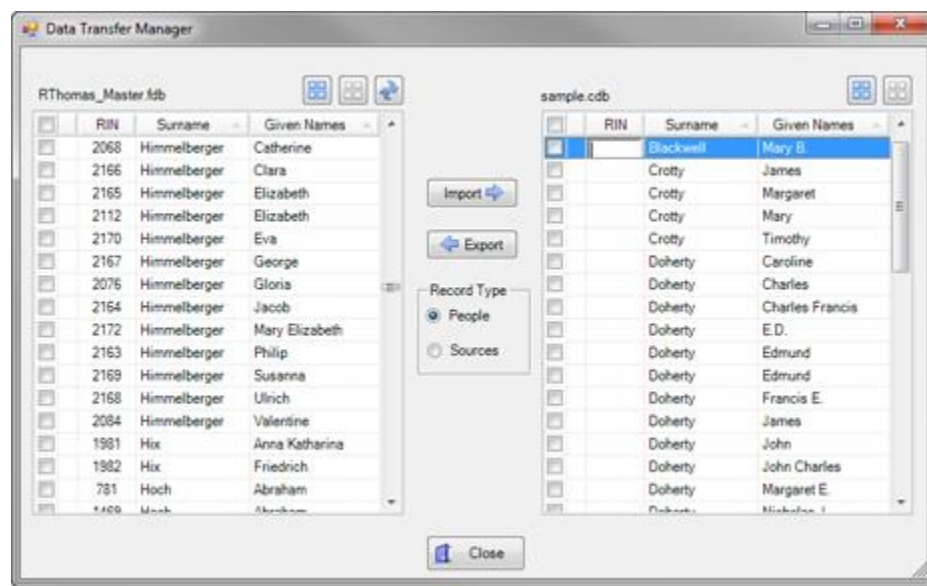 Data Transfer Manager
RThomas_Master.fdb
RIN Surname Given Names
2068 Himmelberger Catherine
2166 Himmelberger Clara
2165 Himmelberger Elizabeth
2112 Himmelberger Elizabeth
2170 Himmelberger Eva
2167 Himmelberger George
2076 Himmelberger Gloria
2164 Himmelberger Jacob
2172 Himmelberger Mary Elizabeth
2163 Himmelberger Philip
2169 Himmelberger Susanna
2168 Himmelberger Ulrich
2084 Himmelberger Valentine
1981 Hix Anna Katharina
1982 Hix Friedrich
781 Hoch Abraham
Import
Export
Record Type
People
Sources
sample.cdb
RIN Surname Given Names
Blackwell Mary B.
Crotty James
Crotty Margaret
Crotty Mary
Crotty Timothy
Doherty Caroline
Doherty Charles
Doherty Charles Francis
Doherty E.D.
Doherty Edmund
Doherty Edmund
Doherty Francis E.
Doherty James
Doherty John
Doherty John Charles
Doherty Margaret E.
Close